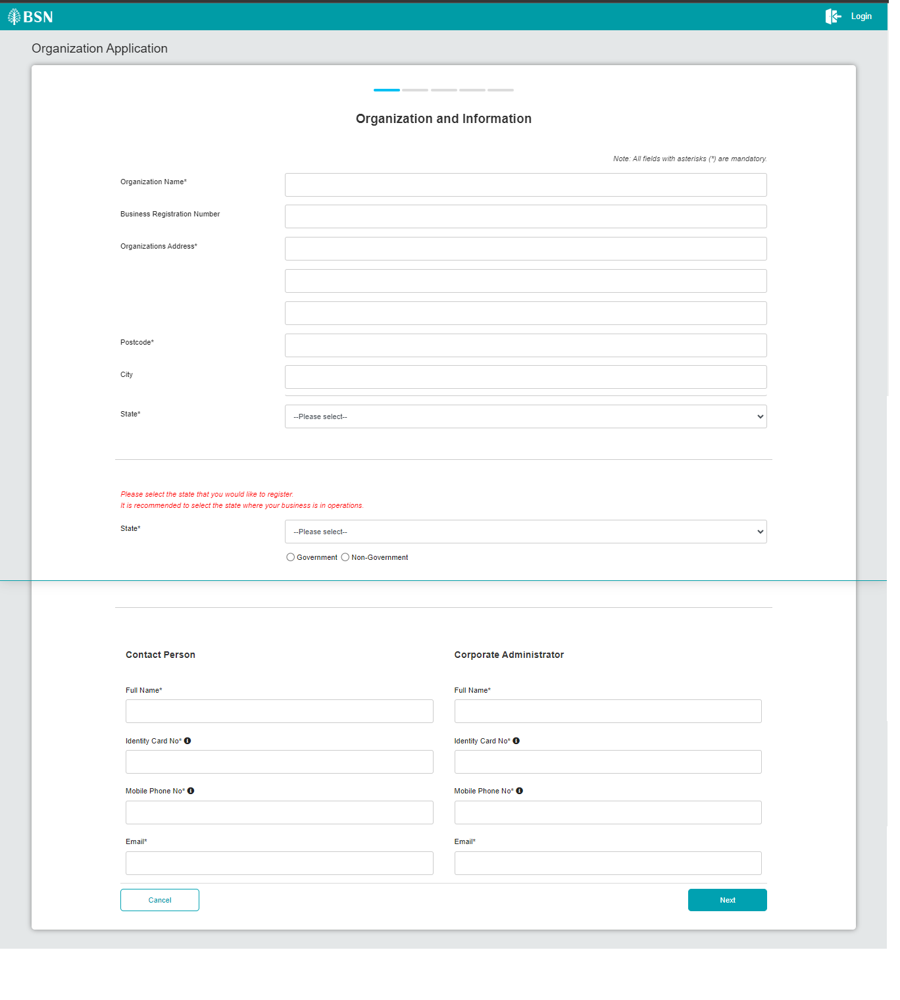 BSN
Login
Organization Application
Organization and Information
Note: All fields with asterisks (*) are mandatory.
Organization Name*
Business Registration Number
Organizations Address*
Postcode*
City
State*
--Please select--
Please select the state that you would like to register.
It is recommended to select the state where your business is in operations.
State*
--Please select--
Government Non-Government
Contact Person
Corporate Administrator
Full Name*
Full Name*
Identity Card No*
Identity Card No*
Mobile Phone No*
Mobile Phone No*
Email*
Email*
Cancel
Next